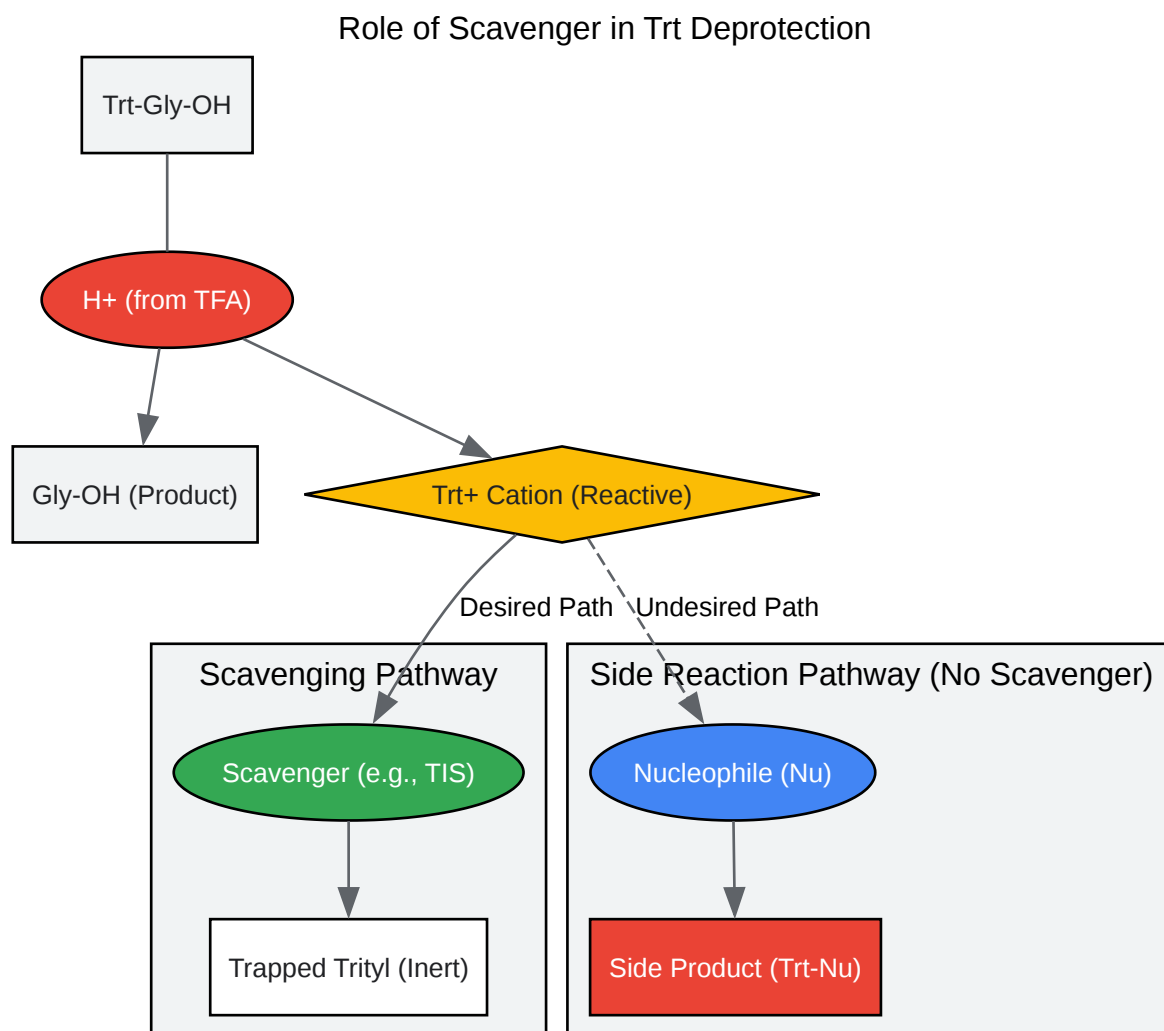 Role of Scavenger in Trt Deprotection
Trt-Gly-OH
H+ (from TFA)
Gly-OH (Product)
Trt+ Cation (Reactive)
Desired Path
Undesired Path
Scavenging Pathway
Side Reaction Pathway (No Scavenger)
Scavenger (e.g., TIS)
Nucleophile (Nu)
Trapped Trityl (Inert)
Side Product (Trt-Nu)